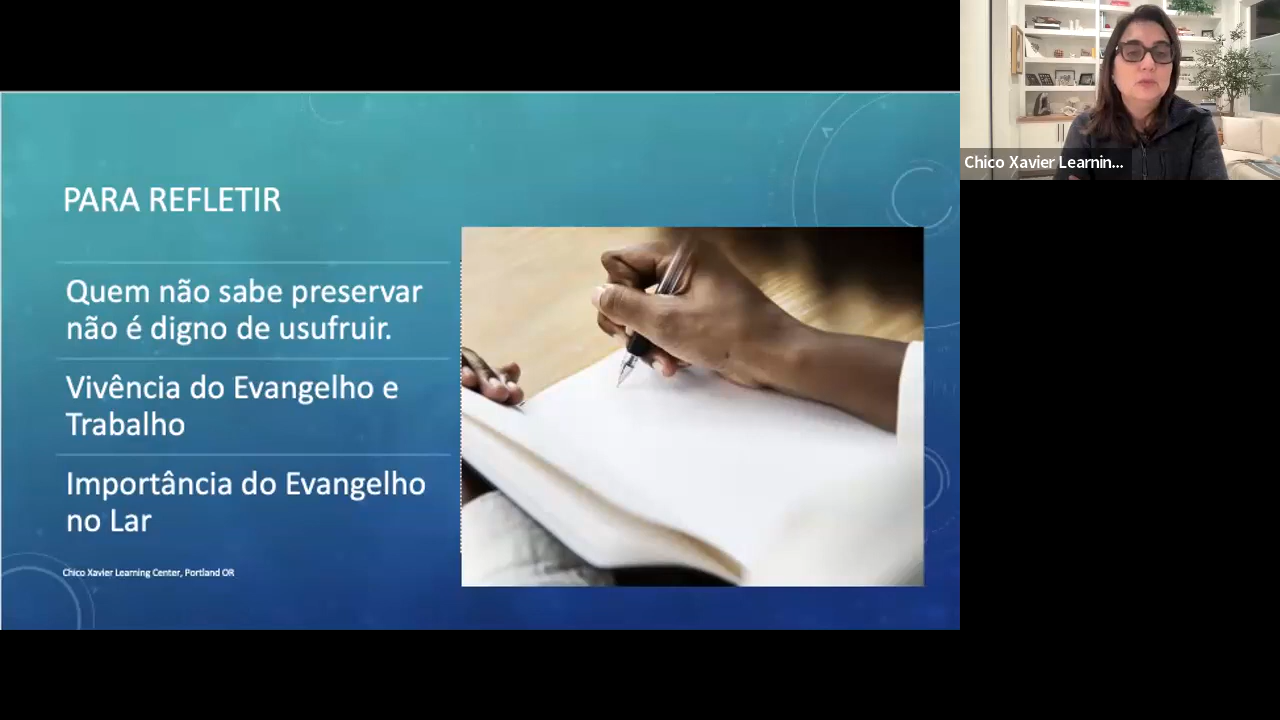 PARA REFLETIR
Quem não sabe preservar
não é digno de usufruir.
Vivência do Evangelho e
Trabalho
Importância do Evangelho
no Lar
Chico Xavier Learning Center, Portland OR
Chico Xavier Learnin...